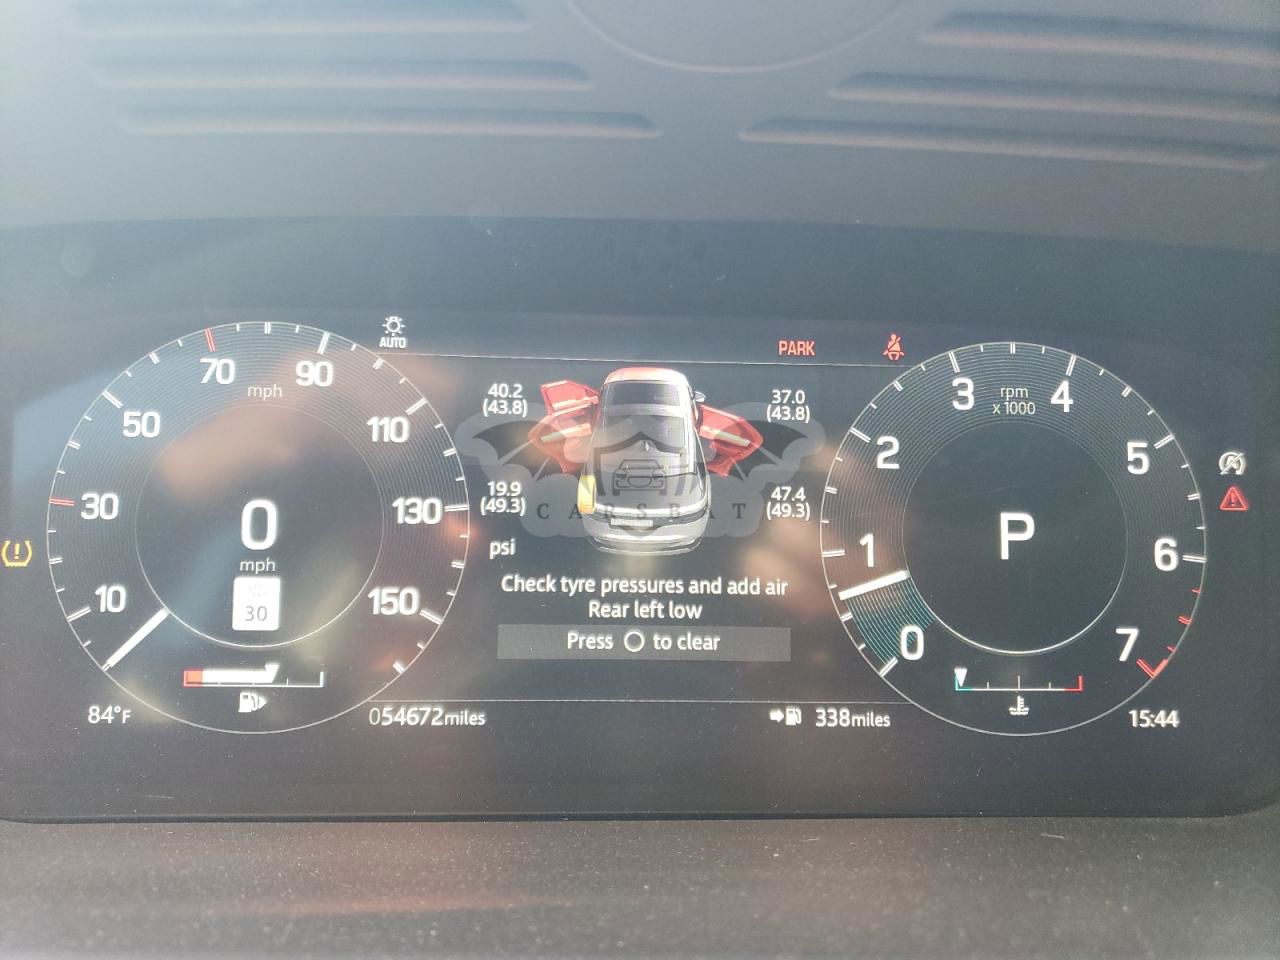 AUTO
PARK
10
30
50
70
90
110
130
150
mph
0
mph
30
40.2
(43.8)
37.0
(43.8)
19.9
(49.3)
47.4
(49.3)
CARSBAT
psi
Check tyre pressures and add air
Rear left low
Press O to clear
0
1
2
3
4
5
6
7
rpm
x 1000
P
84°F
054672miles
338miles
15:44